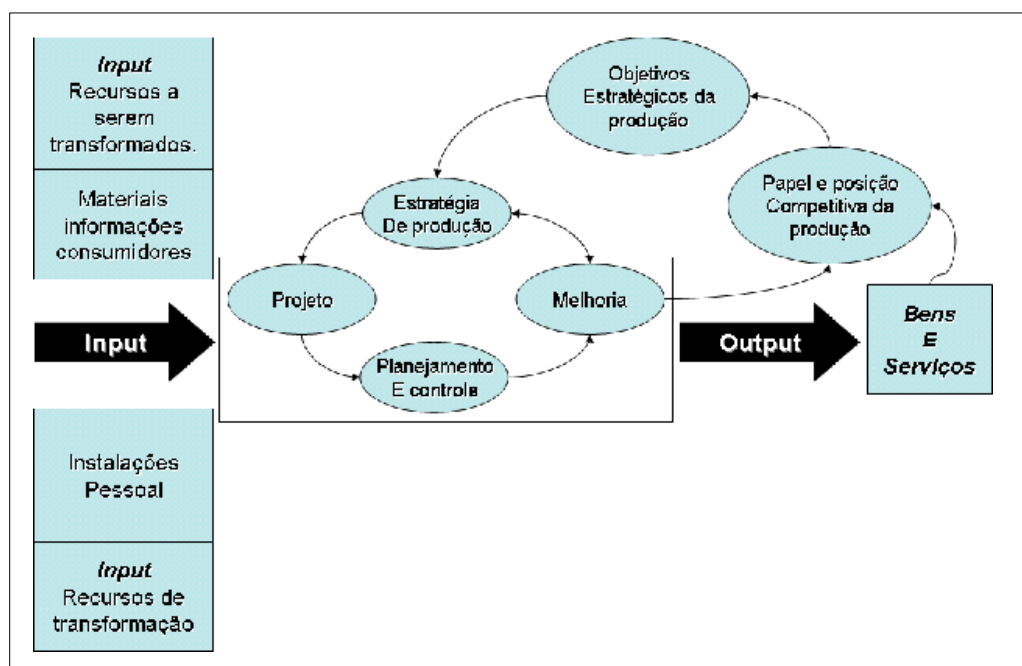 Input
Recursos a
serem
transformados.
Materiais
informações
consumidores
Input
Instalações
Pessoal
Input
Recursos de
transformação
Objetivos
Estratégicos da
produção
Estratégia
De produção
Papel e posição
Competitiva da
produção
Projeto
Melhoria
Planejamento
E controle
Output
Bens
E
Serviços